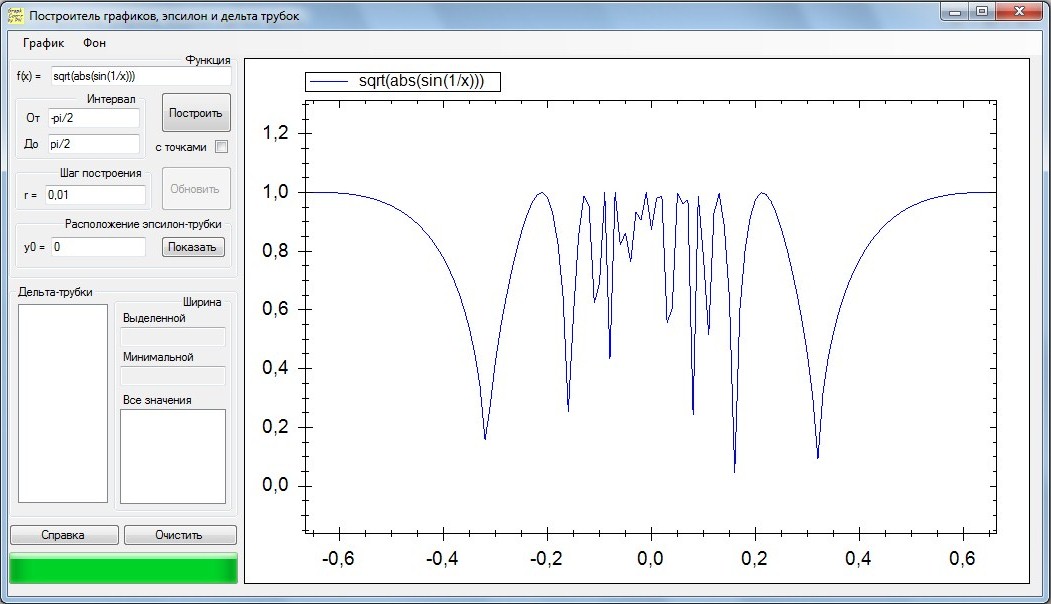 Построитель графиков, эпсилон и дельта трубок
График Фон
Функция
f(x) = sqrt(abs(sin(1/x)))
Интервал
От -pi/2
До pi/2
Построить
с точками
Шаг построения
r = 0,01
Обновить
Расположение эпсилон-трубки
y0 = 0
Показать
Дельта-трубки
Ширина
Выделенной
Минимальной
Все значения
Справка
Очистить
sqrt(abs(sin(1/x)))
1,2
1,0
0,8
0,6
0,4
0,2
0,0
-0,6 -0,4 -0,2 0,0 0,2 0,4 0,6